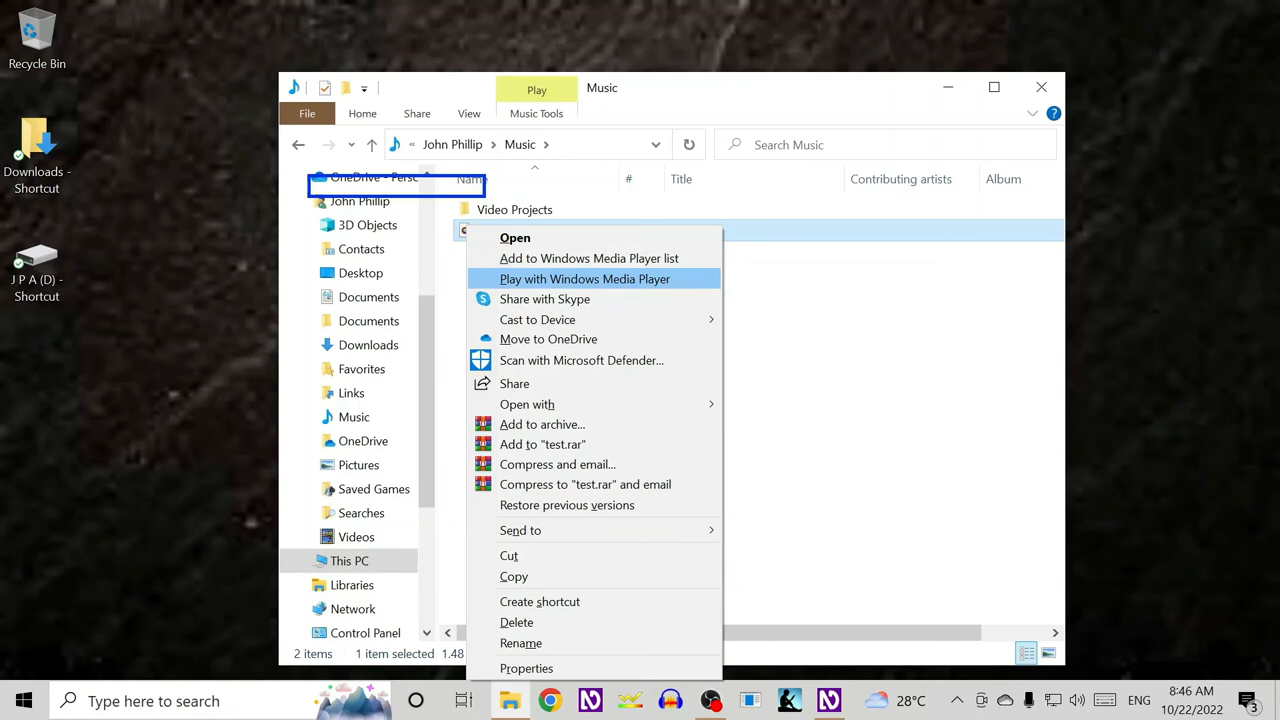 Recycle Bin
Downloads -
Shortcut
J P A (D) -
Shortcut
Play
Music
File
Home
Share
View
Music Tools
?
«
John Phillip
Music
Search Music
OneDrive - Perso
John Phillip
3D Objects
Contacts
Desktop
Documents
Documents
Downloads
Favorites
Links
Music
OneDrive
Pictures
Saved Games
Searches
Videos
This PC
Libraries
Network
Control Panel
Name
#
Title
Contributing artists
Album
Video Projects
Open
Add to Windows Media Player list
Play with Windows Media Player
Share with Skype
Cast to Device
Move to OneDrive
Scan with Microsoft Defender...
Share
Open with
Add to archive...
Add to "test.rar"
Compress and email...
Compress to "test.rar" and email
Restore previous versions
Send to
Cut
Copy
Create shortcut
Delete
Rename
Properties
2 items
1 item selected
1.48
Type here to search
28°C
ENG
8:46 AM
10/22/2022
3